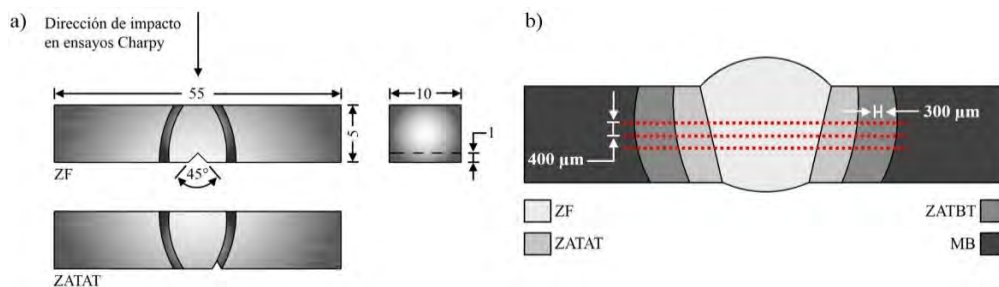 a)
Dirección de impacto
en ensayos Charpy
55
10
5
1
ZF
45°
ZATAT
b)
300 µm
400 µm
ZF
ZATBT
ZATAT
MB